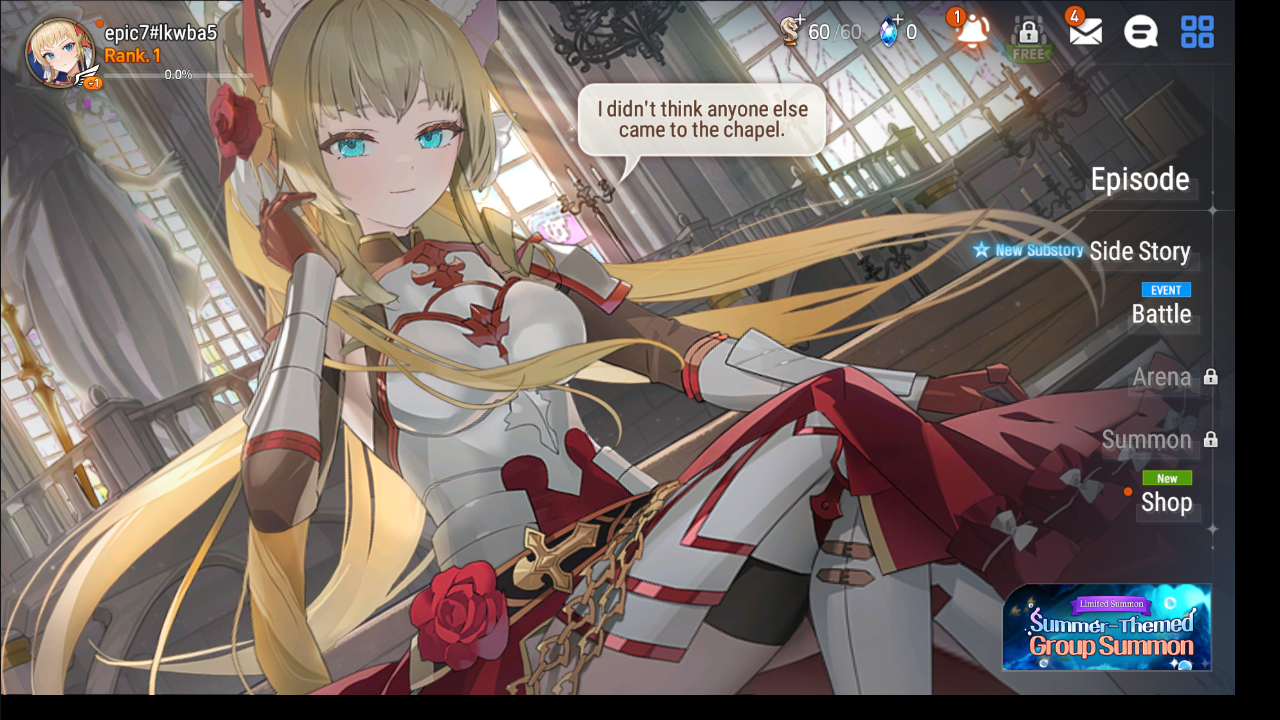 epic7#lkwba5
Rank. 1
0.0%
+1
60 /60
0
1
FREE
4
I didn't think anyone else
came to the chapel.
Episode
New Substory Side Story
EVENT
Battle
Arena
Summon
New
Shop
Limited Summon
Summer-Themed
Group Summon